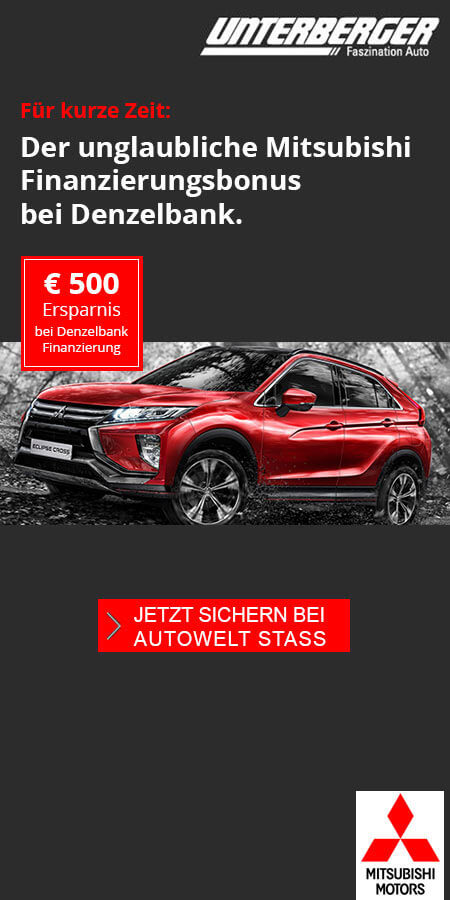 UNTERBERGER
Faszination Auto
Für kurze Zeit:
Der unglaubliche Mitsubishi
Finanzierungsbonus
bei Denzelbank.
€ 500
Ersparnis
bei Denzelbank
Finanzierung
ECLIPSE CROSS
JETZT SICHERN BEI
AUTOWELT STASS
MITSUBISHI
MOTORS